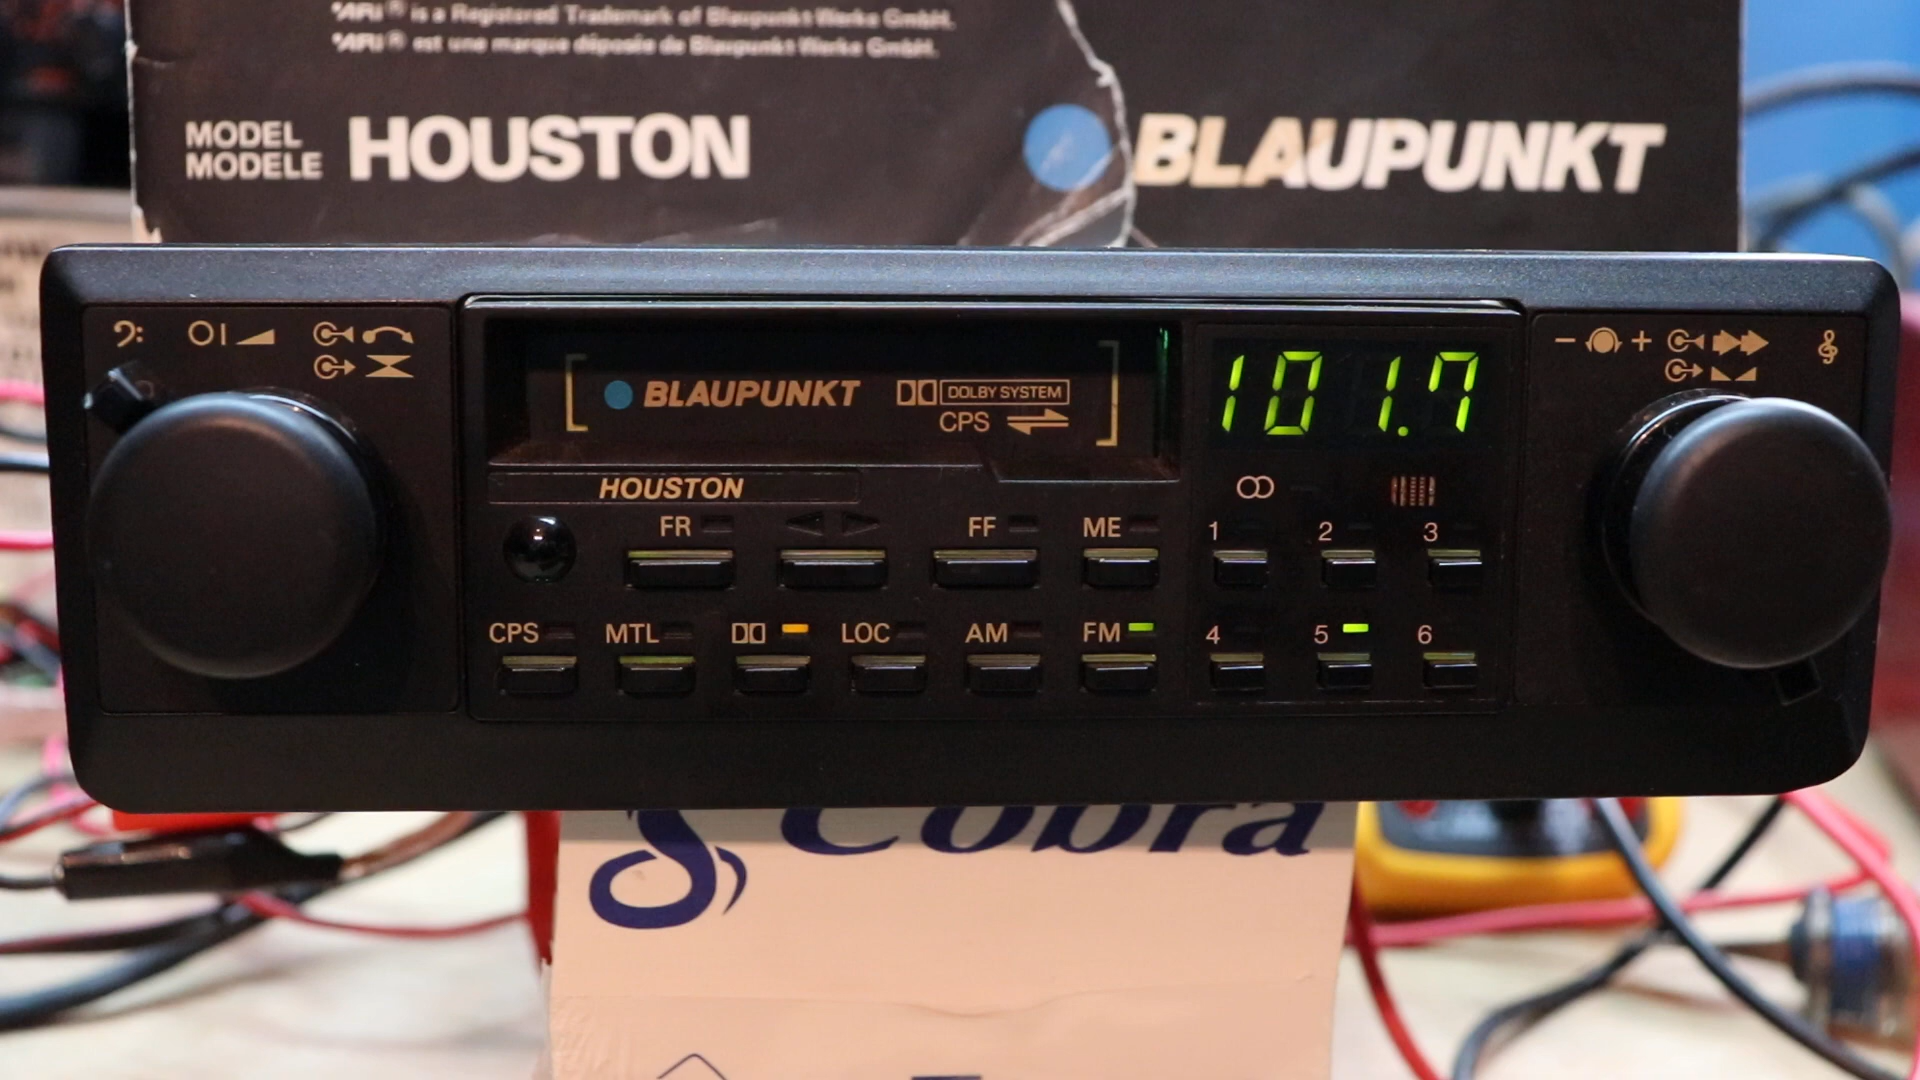 *ARI ® is a Registered Trademark of Blaupunkt Werke GmbH.
*ARI ® est une marque déposée de Blaupunkt Werke GmbH.
MODEL
MODELE
HOUSTON
BLAUPUNKT
BLAUPUNKT
DOLBY SYSTEM
CPS
101.7
HOUSTON
FR
FF
ME
1
2
3
CPS
MTL
LOC
AM
FM
4
5
6
Cobra